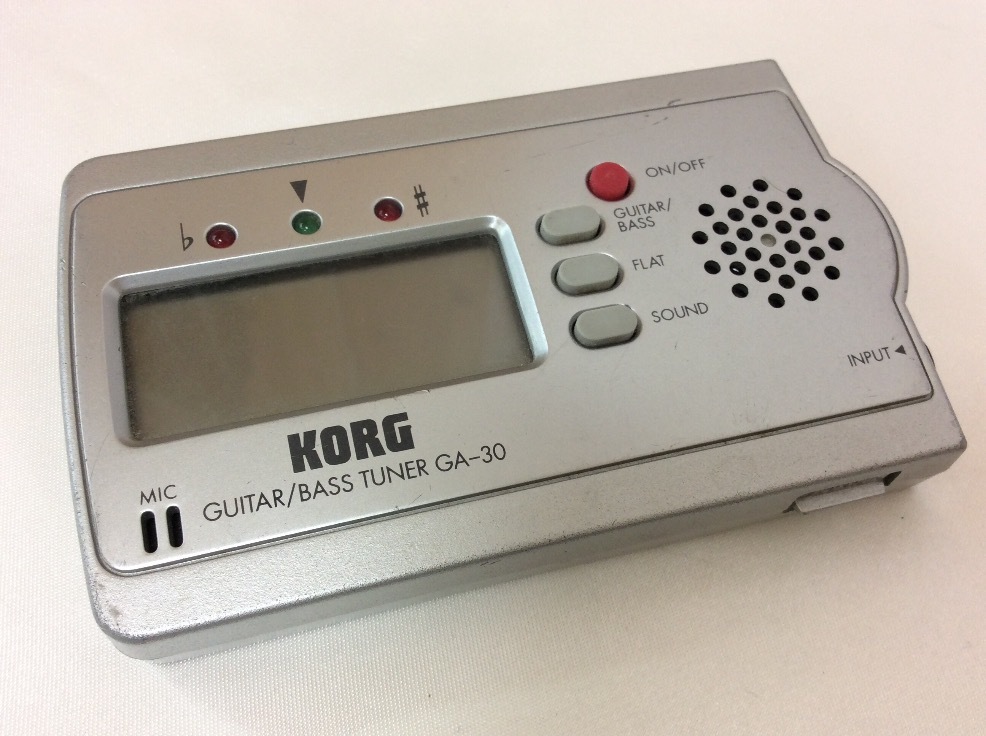 ♭ ▼ ♯
ON/OFF
GUITAR/
BASS
FLAT
SOUND
INPUT ◀
KORG
GUITAR/BASS TUNER GA-30
MIC